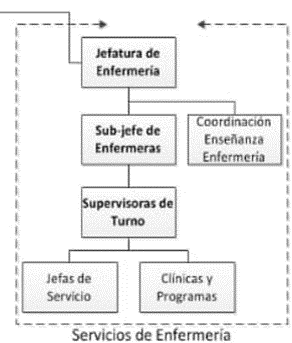 Jefatura de
Enfermería
Sub-jefe de
Enfermeras
Coordinación
Enseñanza
Enfermería
Supervisoras de
Turno
Jefas de
Servicio
Clínicas y
Programas
Servicios de Enfermería